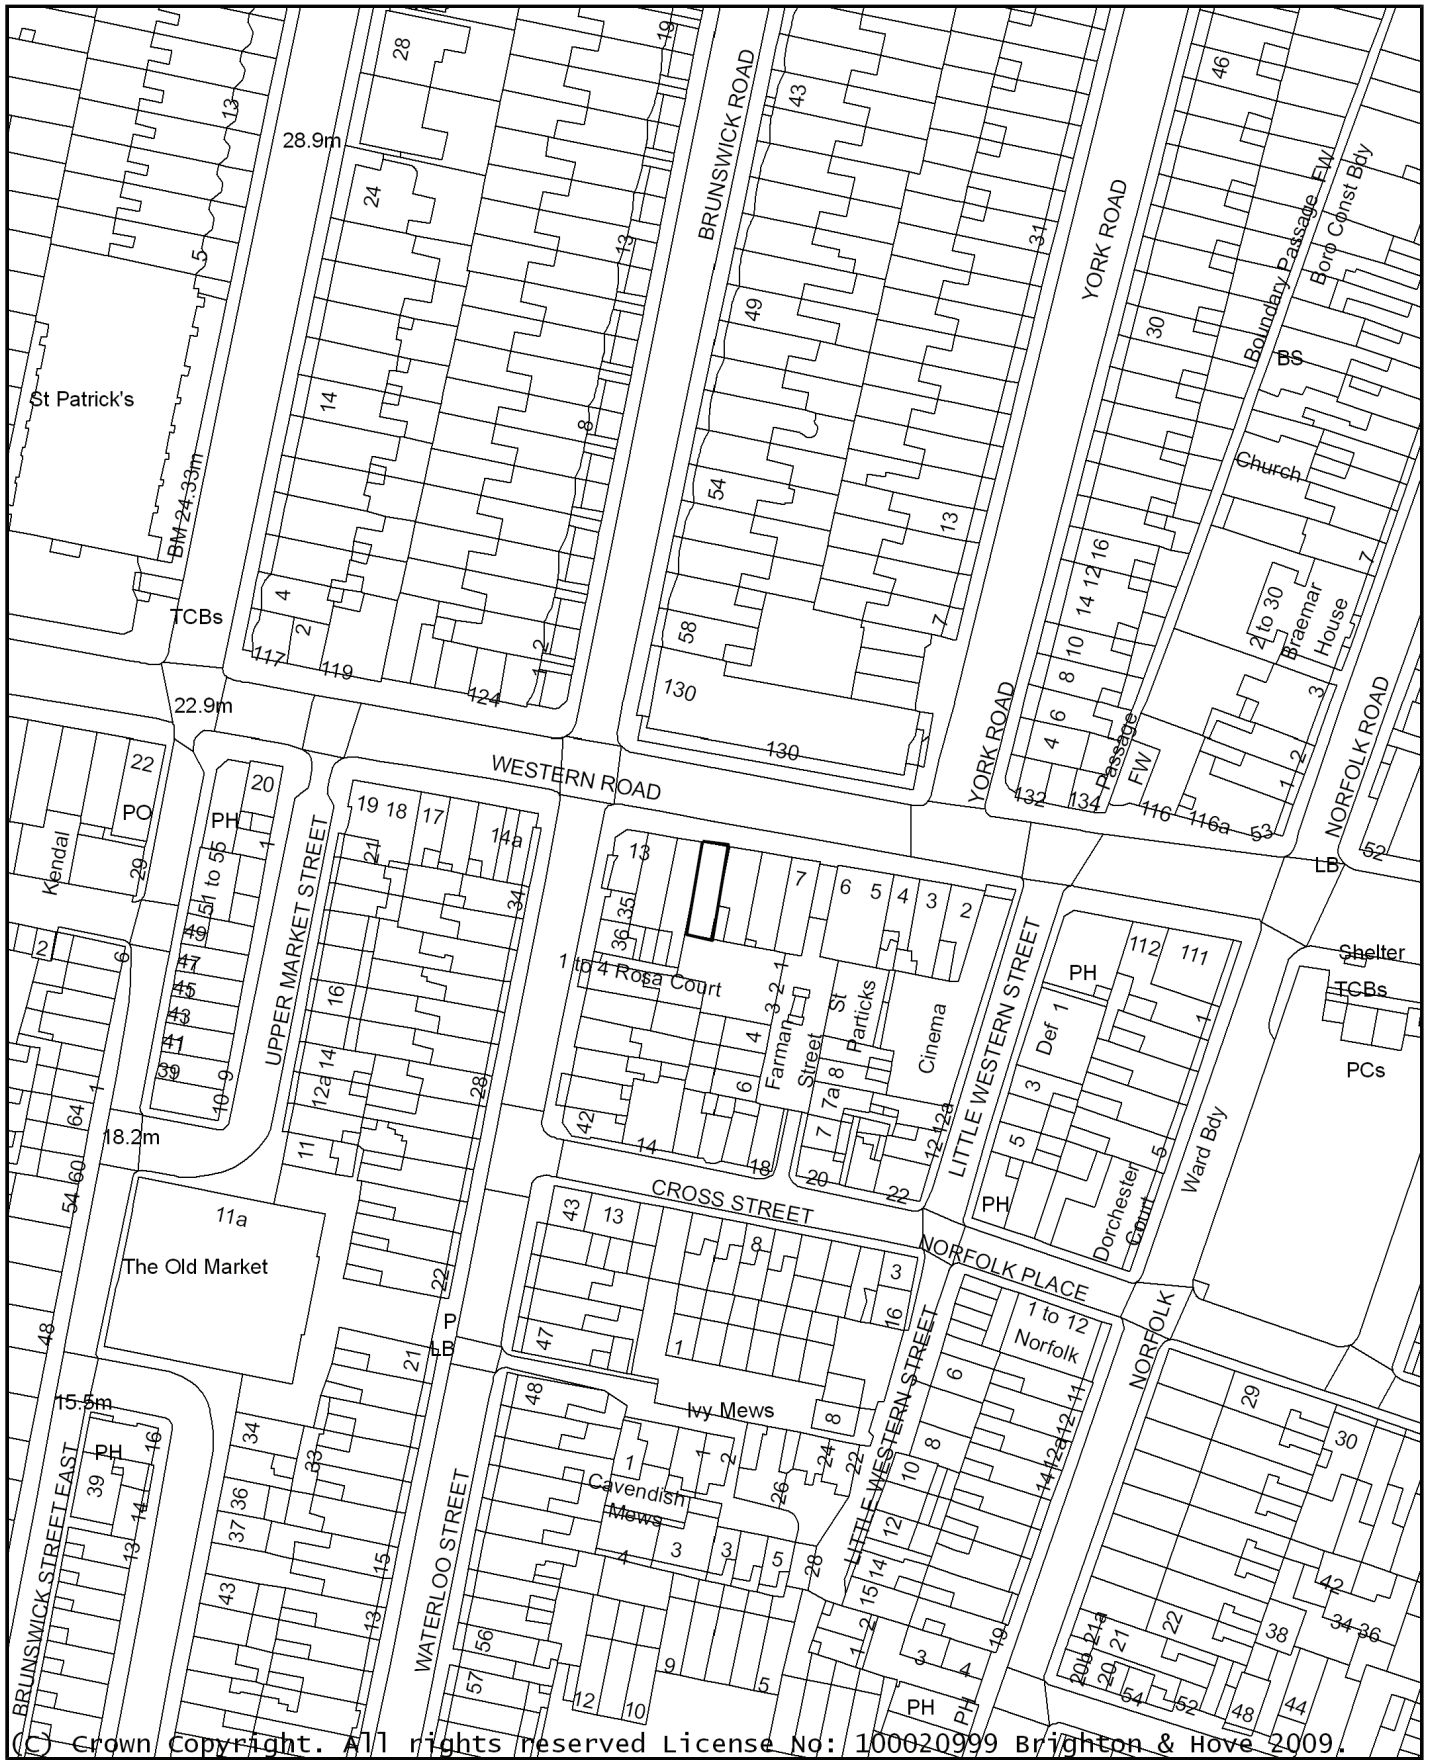 28
19
BRUNSWICK ROAD
43
46
13
28.9m
24
YORK ROAD
Boundary Passage FW
Boro Const Bdy
5
13
31
49
30
BS
St Patrick's
14
8
BM 24.33m
54
13
Church
TCBs
4
2
117
119
124
1
2
58
130
130
7
16
12
14
10
8
6
4
132
134
YORK ROAD
Passage
FW
116
116a
53
2 to 30
Braemar
House
7
3
2
1
NORFOLK ROAD
52
LB
22.9m
WESTERN ROAD
22
PO
29
Kendal
20
PH
1
51 to 55
49
47
45
43
41
39
9
10
UPPER MARKET STREET
19
18
17
14a
21
34
16
14
12a
11
28
22
13
35
36
1 to 4 Rosa Court
7
6
5
4
3
2
1
2
3
4
6
Farman
Street
St
Particks
Cinema
8
7a
7
20
22
12
12a
42
14
18
LITTLE WESTERN STREET
PH
Def
1
3
5
PH
112
111
1
5
Dorchester
Court
Ward Bdy
Shelter
TCBs
PCs
2
6
1
64
60
54
48
18.2m
11a
The Old Market
CROSS STREET
43
13
8
3
16
47
1
NORFOLK PLACE
1 to 12
Norfolk
NORFOLK
P
LB
21
48
Ivy Mews
8
1
1
2
Cavendish
Mews
4
3
3
5
26
24
22
28
LITTLE WESTERN STREET
6
8
10
12
14
15
2
1
11
12
12a
14
19
3
4
PH
PH
29
30
42
34
36
38
22
21
21a
20b
20
54
52
48
44
15.5m
PH
39
16
14
13
BRUNSWICK STREET EAST
34
33
36
37
43
15
13
WATERLOO STREET
56
57
12
10
9
5
(C) Crown Copyright. All rights reserved License No: 100020999 Brighton & Hove 2009.